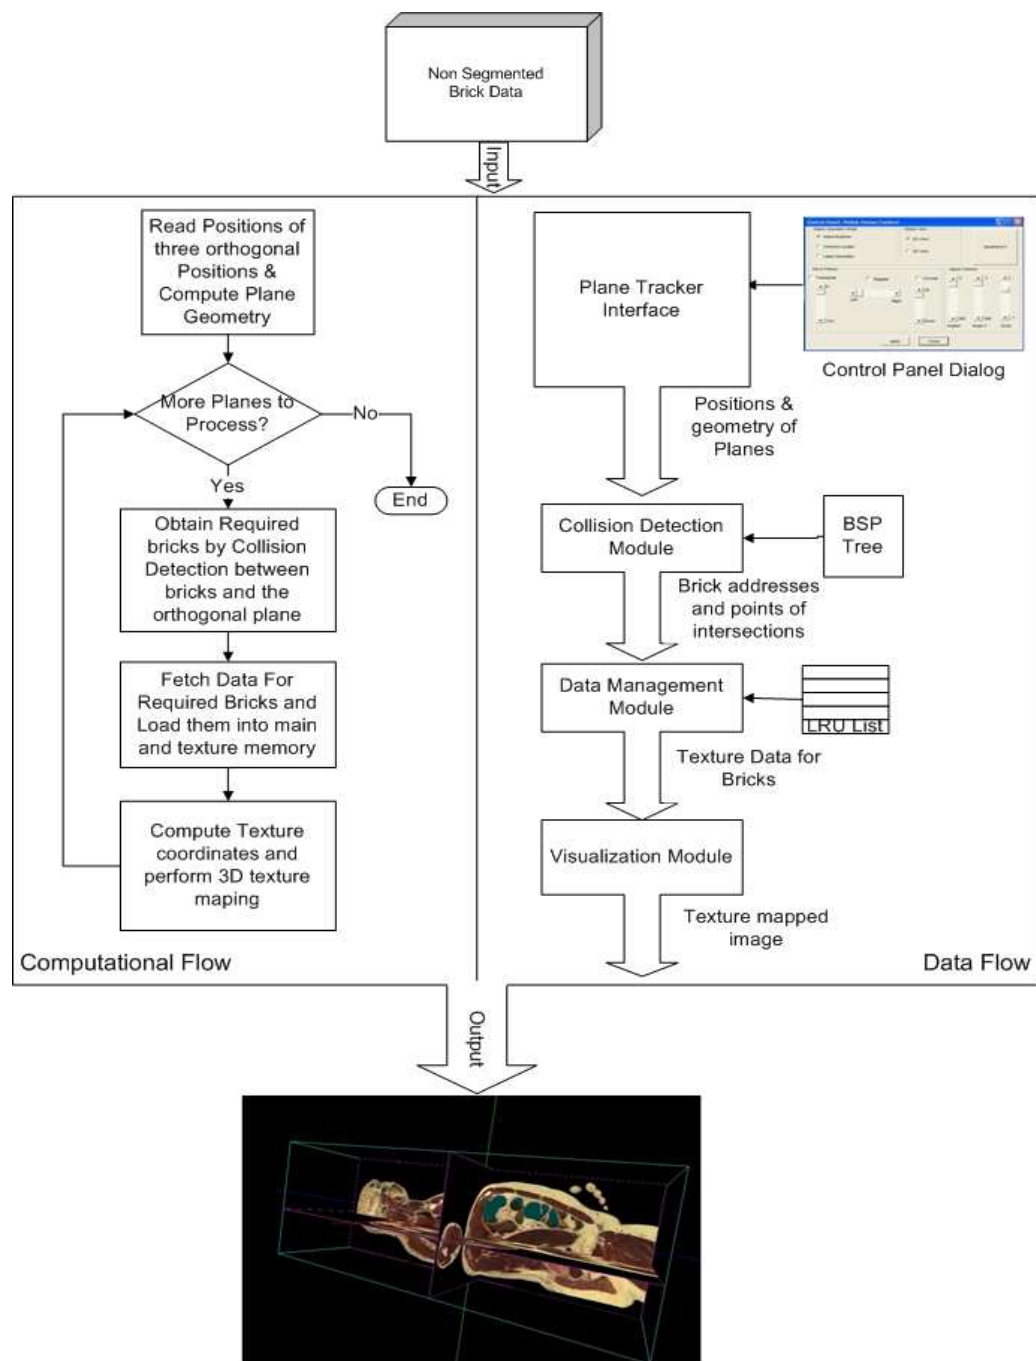 Non Segmented
Brick Data
Input
Read Positions of
three orthogonal
Positions &
Compute Plane
Geometry
More Planes to
Process?
No
Yes
End
Obtain Required
bricks by Collision
Detection between
bricks and the
orthogonal plane
Fetch Data For
Required Bricks and
Load them into main
and texture memory
Compute Texture
coordinates and
perform 3D texture
maping
Computational Flow
Plane Tracker
Interface
Control Panel Dialog
Positions &
geometry of
Planes
Collision Detection
Module
BSP
Tree
Brick addresses
and points of
intersections
Data Management
Module
LRU List
Texture Data for
Bricks
Visualization Module
Texture mapped
image
Data Flow
Output